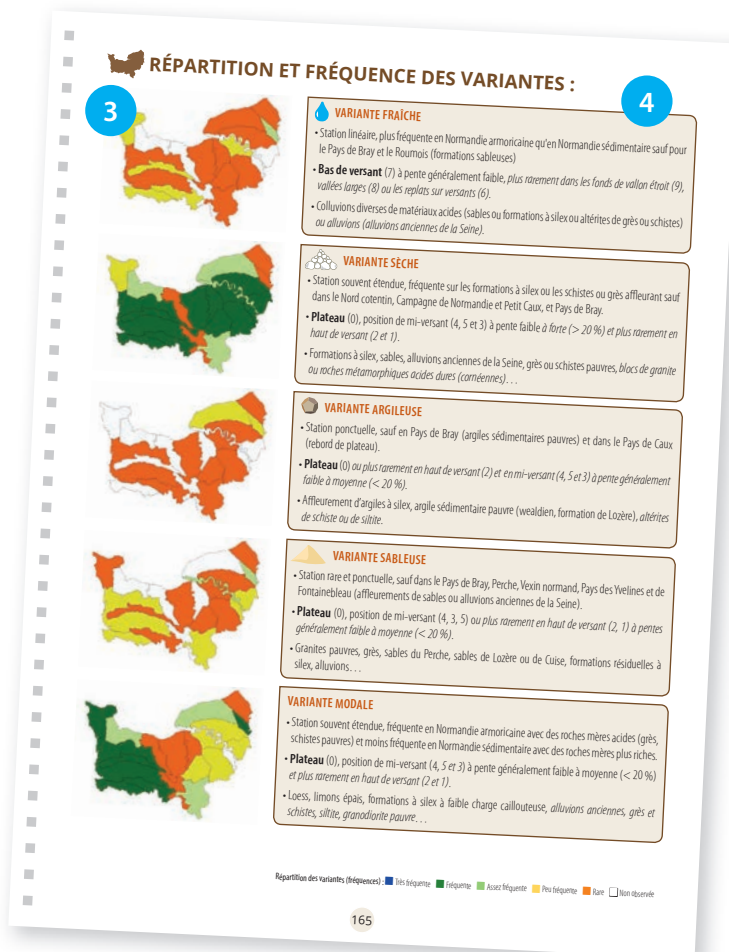 RÉPARTITION ET FRÉQUENCE DES VARIANTES :
3
4
VARIANTE FRAÎCHE
• Station linéaire, plus fréquente en Normandie armoricaine qu'en Normandie sédimentaire sauf pour
le Pays de Bray et le Roumois (formations sableuses)
• Bas de versant (7) à pente généralement faible, plus rarement dans les fonds de vallon étroit (9),
vallées larges (8) ou les replats sur versants (6).
• Colluvions diverses de matériaux acides (sables ou formations à silex ou altérites de grès ou schistes)
ou alluvions (alluvions anciennes de la Seine).
VARIANTE SÈCHE
• Station souvent étendue, fréquente sur les formations à silex ou les schistes ou grès affleurant sauf
dans le Nord cotentin, Campagne de Normandie et Petit Caux, et Pays de Bray.
• Plateau (0), position de mi-versant (4, 5 et 3) à pente faible à forte (> 20 %) et plus rarement en
haut de versant (2 et 1).
• Formations à silex, sables, alluvions anciennes de la Seine, grès ou schistes pauvres, blocs de granite
ou roches métamorphiques acides dures (cornéennes)…
VARIANTE ARGILEUSE
• Station ponctuelle, sauf en Pays de Bray (argiles sédimentaires pauvres) et dans le Pays de Caux
(rebord de plateau).
• Plateau (0) ou plus rarement en haut de versant (2) et en mi-versant (4, 5 et 3) à pente généralement
faible à moyenne (< 20 %).
• Affleurement d'argiles à silex, argile sédimentaire pauvre (wealdien, formation de Lozère), altérites
de schiste ou de siltite.
VARIANTE SABLEUSE
• Station rare et ponctuelle, sauf dans le Pays de Bray, Perche, Vexin normand, Pays des Yvelines et de
Fontainebleau (affleurements de sables ou alluvions anciennes de la Seine).
• Plateau (0), position de mi-versant (4, 3, 5) ou plus rarement en haut de versant (2, 1) à pentes
généralement faible à moyenne (< 20 %).
• Granites pauvres, grès, sables du Perche, sables de Lozère ou de Cuise, formations résiduelles à
silex, alluvions…
VARIANTE MODALE
• Station souvent étendue, fréquente en Normandie armoricaine avec des roches mères acides (grès,
schistes pauvres) et moins fréquente en Normandie sédimentaire avec des roches mères plus riches.
• Plateau (0), position de mi-versant (4, 5 et 3) à pente généralement faible à moyenne (< 20 %)
et plus rarement en haut de versant (2 et 1).
• Loess, limons épais, formations à silex à faible charge caillouteuse, alluvions anciennes, grès et
schistes, siltite, granodiorite pauvre…
Répartition des variantes (fréquences) : Très fréquente Fréquente Assez fréquente Peu fréquente Rare Non observée
165